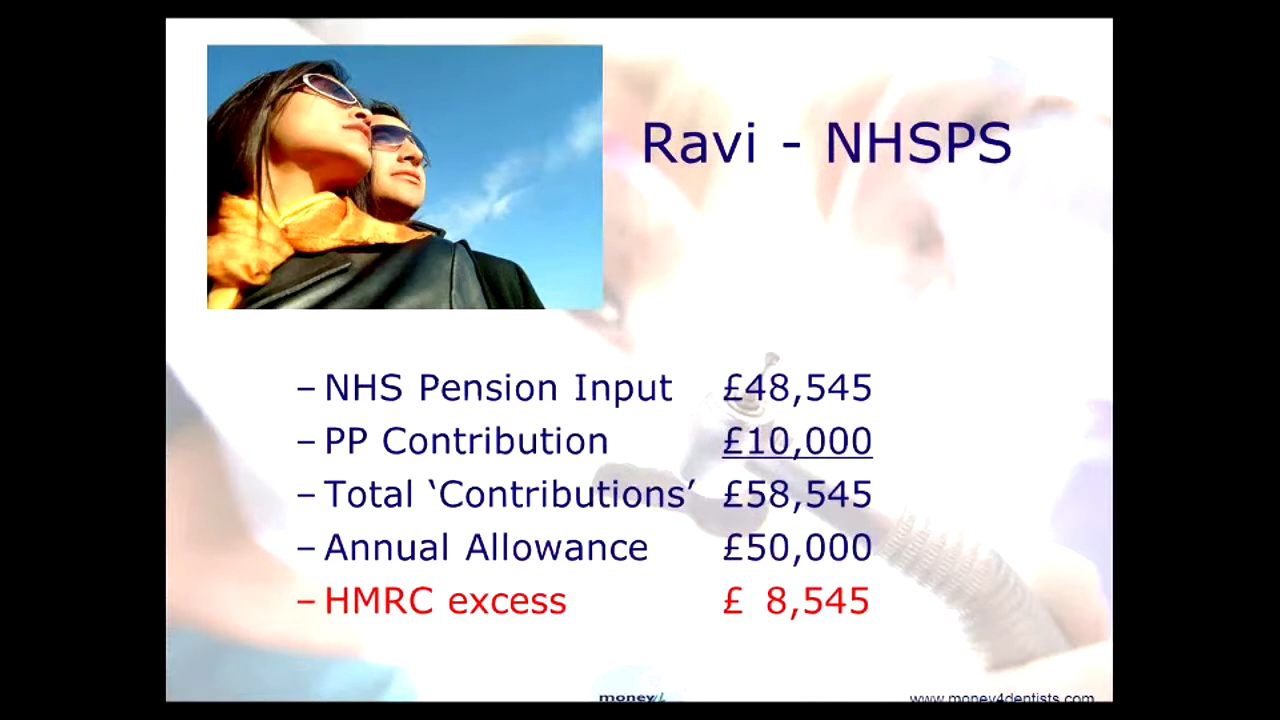 Ravi - NHSPS
– NHS Pension Input £48,545
– PP Contribution £10,000
– Total ‘Contributions’ £58,545
– Annual Allowance £50,000
– HMRC excess £ 8,545
money
www.money4dentists.com